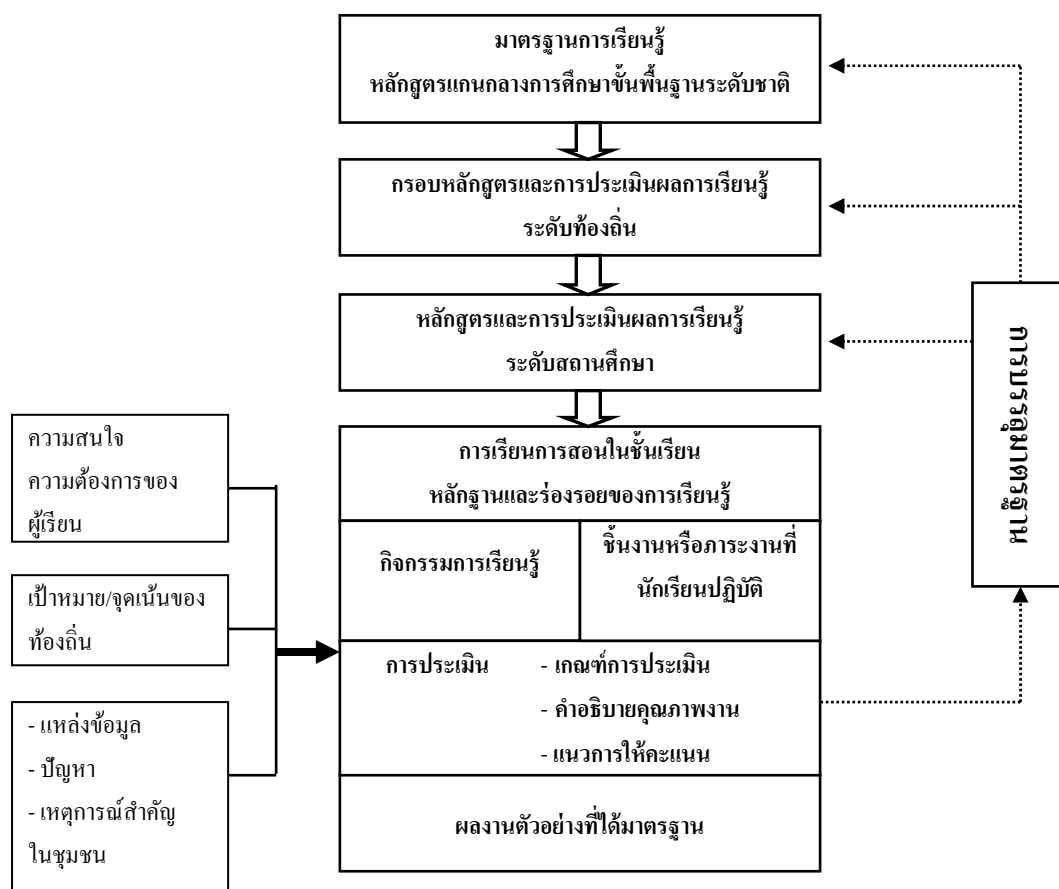 มาตรฐานการเรียนรู้
หลักสูตรแกนกลางการศึกษาขั้นพื้นฐานระดับชาติ
กรอบหลักสูตรและการประเมินผลการเรียนรู้
ระดับท้องถิ่น
หลักสูตรและการประเมินผลการเรียนรู้
ระดับสถานศึกษา
การบรรลุมาตรฐาน
ความสนใจ
ความต้องการของ
ผู้เรียน
เป้าหมาย/จุดเน้นของ
ท้องถิ่น
- แหล่งข้อมูล
- ปัญหา
- เหตุการณ์สำคัญ
ในชุมชน
การเรียนการสอนในชั้นเรียน
หลักฐานและร่องรอยของการเรียนรู้
กิจกรรมการเรียนรู้
ชิ้นงานหรือภาระงานที่
นักเรียนปฏิบัติ
การประเมิน - เกณฑ์การประเมิน
- คำอธิบายคุณภาพงาน
- แนวการให้คะแนน
ผลงานตัวอย่างที่ได้มาตรฐาน